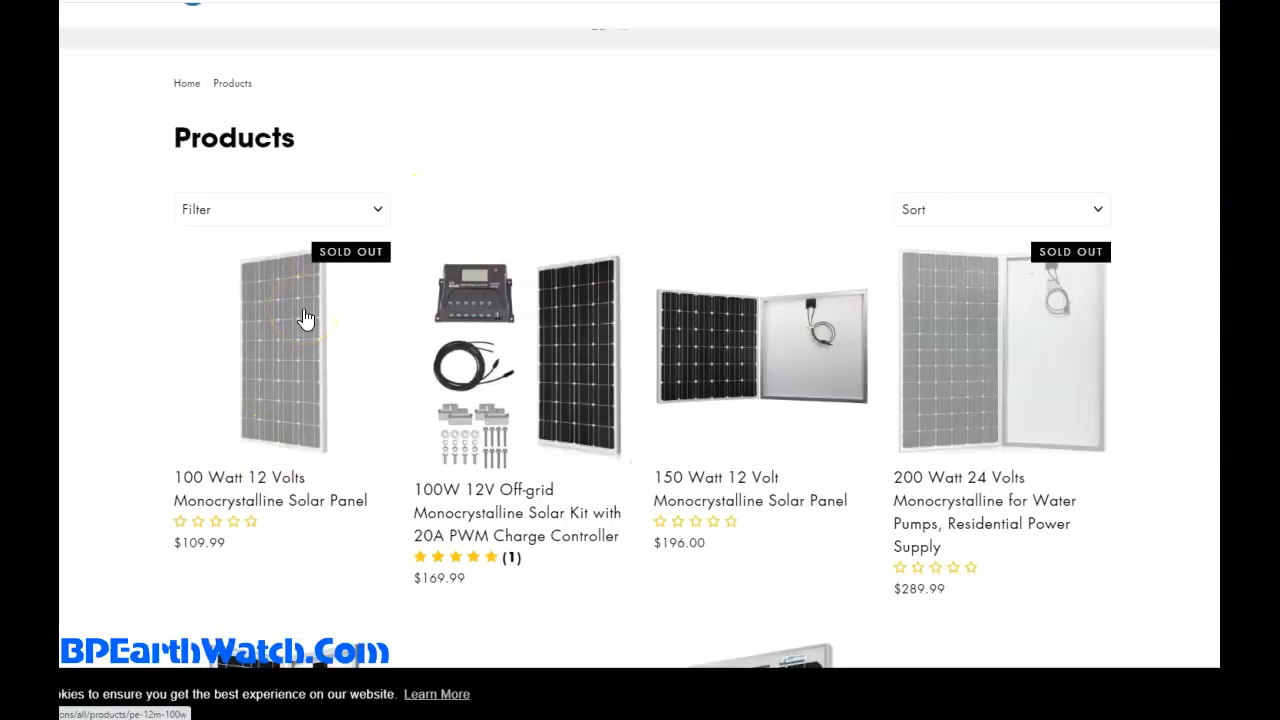 Home Products
Products
Filter
Sort
SOLD OUT
SOLD OUT
100 Watt 12 Volts
Monocrystalline Solar Panel
$109.99
100W 12V Off-grid
Monocrystalline Solar Kit with
20A PWM Charge Controller
(1)
$169.99
150 Watt 12 Volt
Monocrystalline Solar Panel
$196.00
200 Watt 24 Volts
Monocrystalline for Water
Pumps, Residential Power
Supply
$289.99
BPEarthWatch.Com
okies to ensure you get the best experience on our website. Learn More
ons/all/products/pe-12m-100w